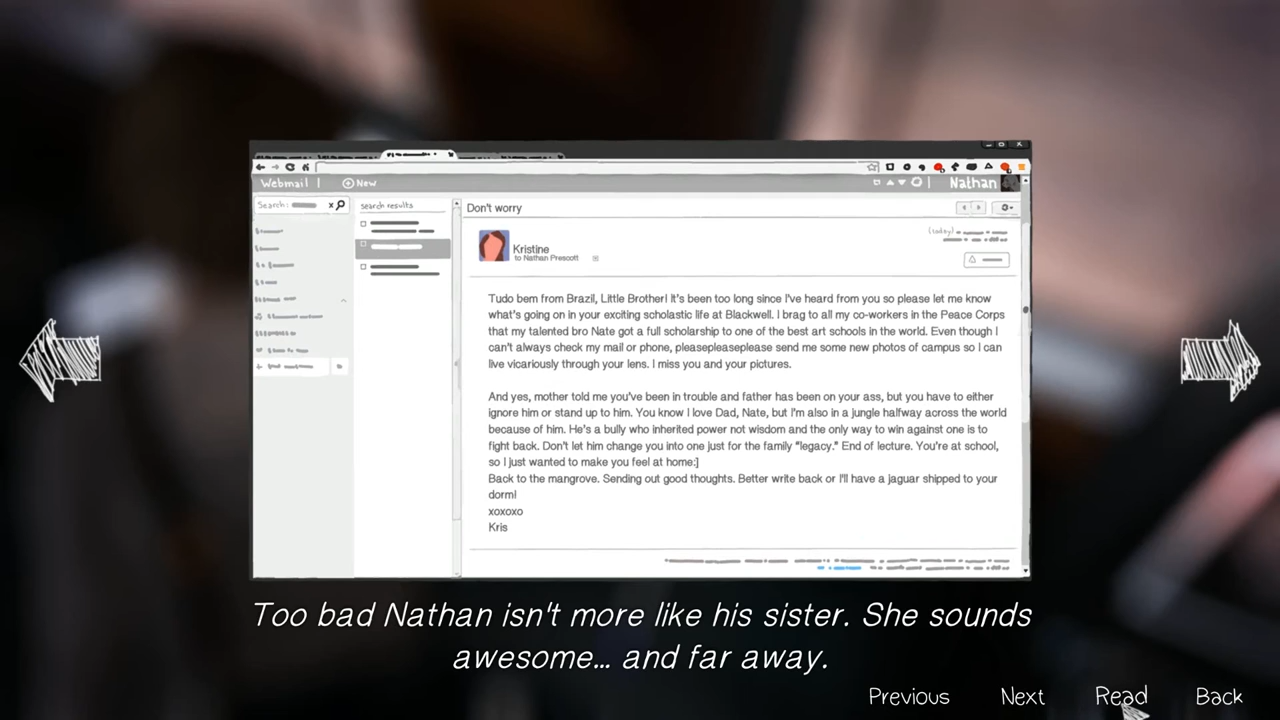 Webmail | New Nathan
Search: x
search results
Don't worry
Kristine
to Nathan Prescott
(today)
Tudo bem from Brazil, Little Brother! It's been too long since I've heard from you so please let me know
what's going on in your exciting scholastic life at Blackwell. I brag to all my co-workers in the Peace Corps
that my talented bro Nate got a full scholarship to one of the best art schools in the world. Even though I
can't always check my mail or phone, pleasepleaseplease send me some new photos of campus so I can
live vicariously through your lens. I miss you and your pictures.
And yes, mother told me you've been in trouble and father has been on your ass, but you have to either
ignore him or stand up to him. You know I love Dad, Nate, but I'm also in a jungle halfway across the world
because of him. He's a bully who inherited power not wisdom and the only way to win against one is to
fight back. Don't let him change you into one just for the family "legacy." End of lecture. You're at school,
so I just wanted to make you feel at home:]
Back to the mangrove. Sending out good thoughts. Better write back or I'll have a jaguar shipped to your
dorm!
xoxoxo
Kris
Too bad Nathan isn't more like his sister. She sounds
awesome... and far away.
Previous Next Read Back